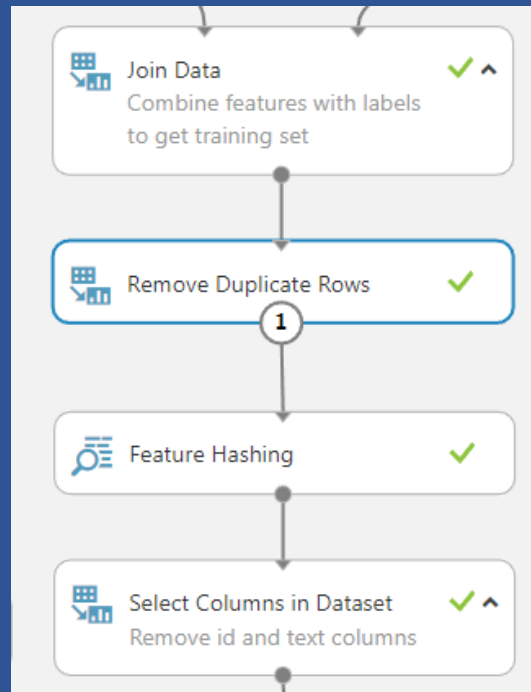 Join Data
Combine features with labels
to get training set
Remove Duplicate Rows
1
Feature Hashing
Select Columns in Dataset
Remove id and text columns